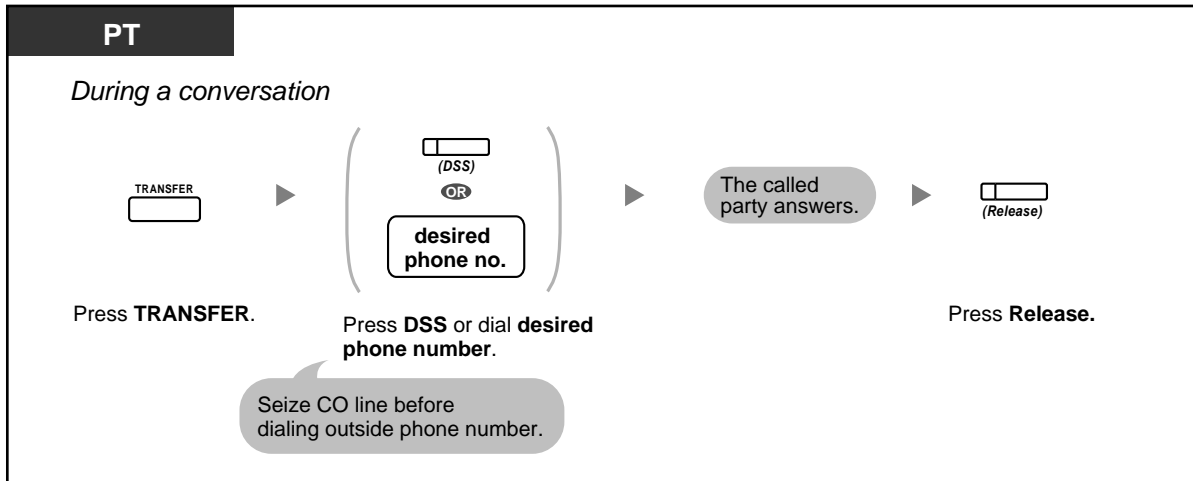 PT
During a conversation
TRANSFER
(DSS)
OR
desired
phone no.
The called
party answers.
(Release)
Press TRANSFER.
Press DSS or dial desired
phone number.
Press Release.
Seize CO line before
dialing outside phone number.